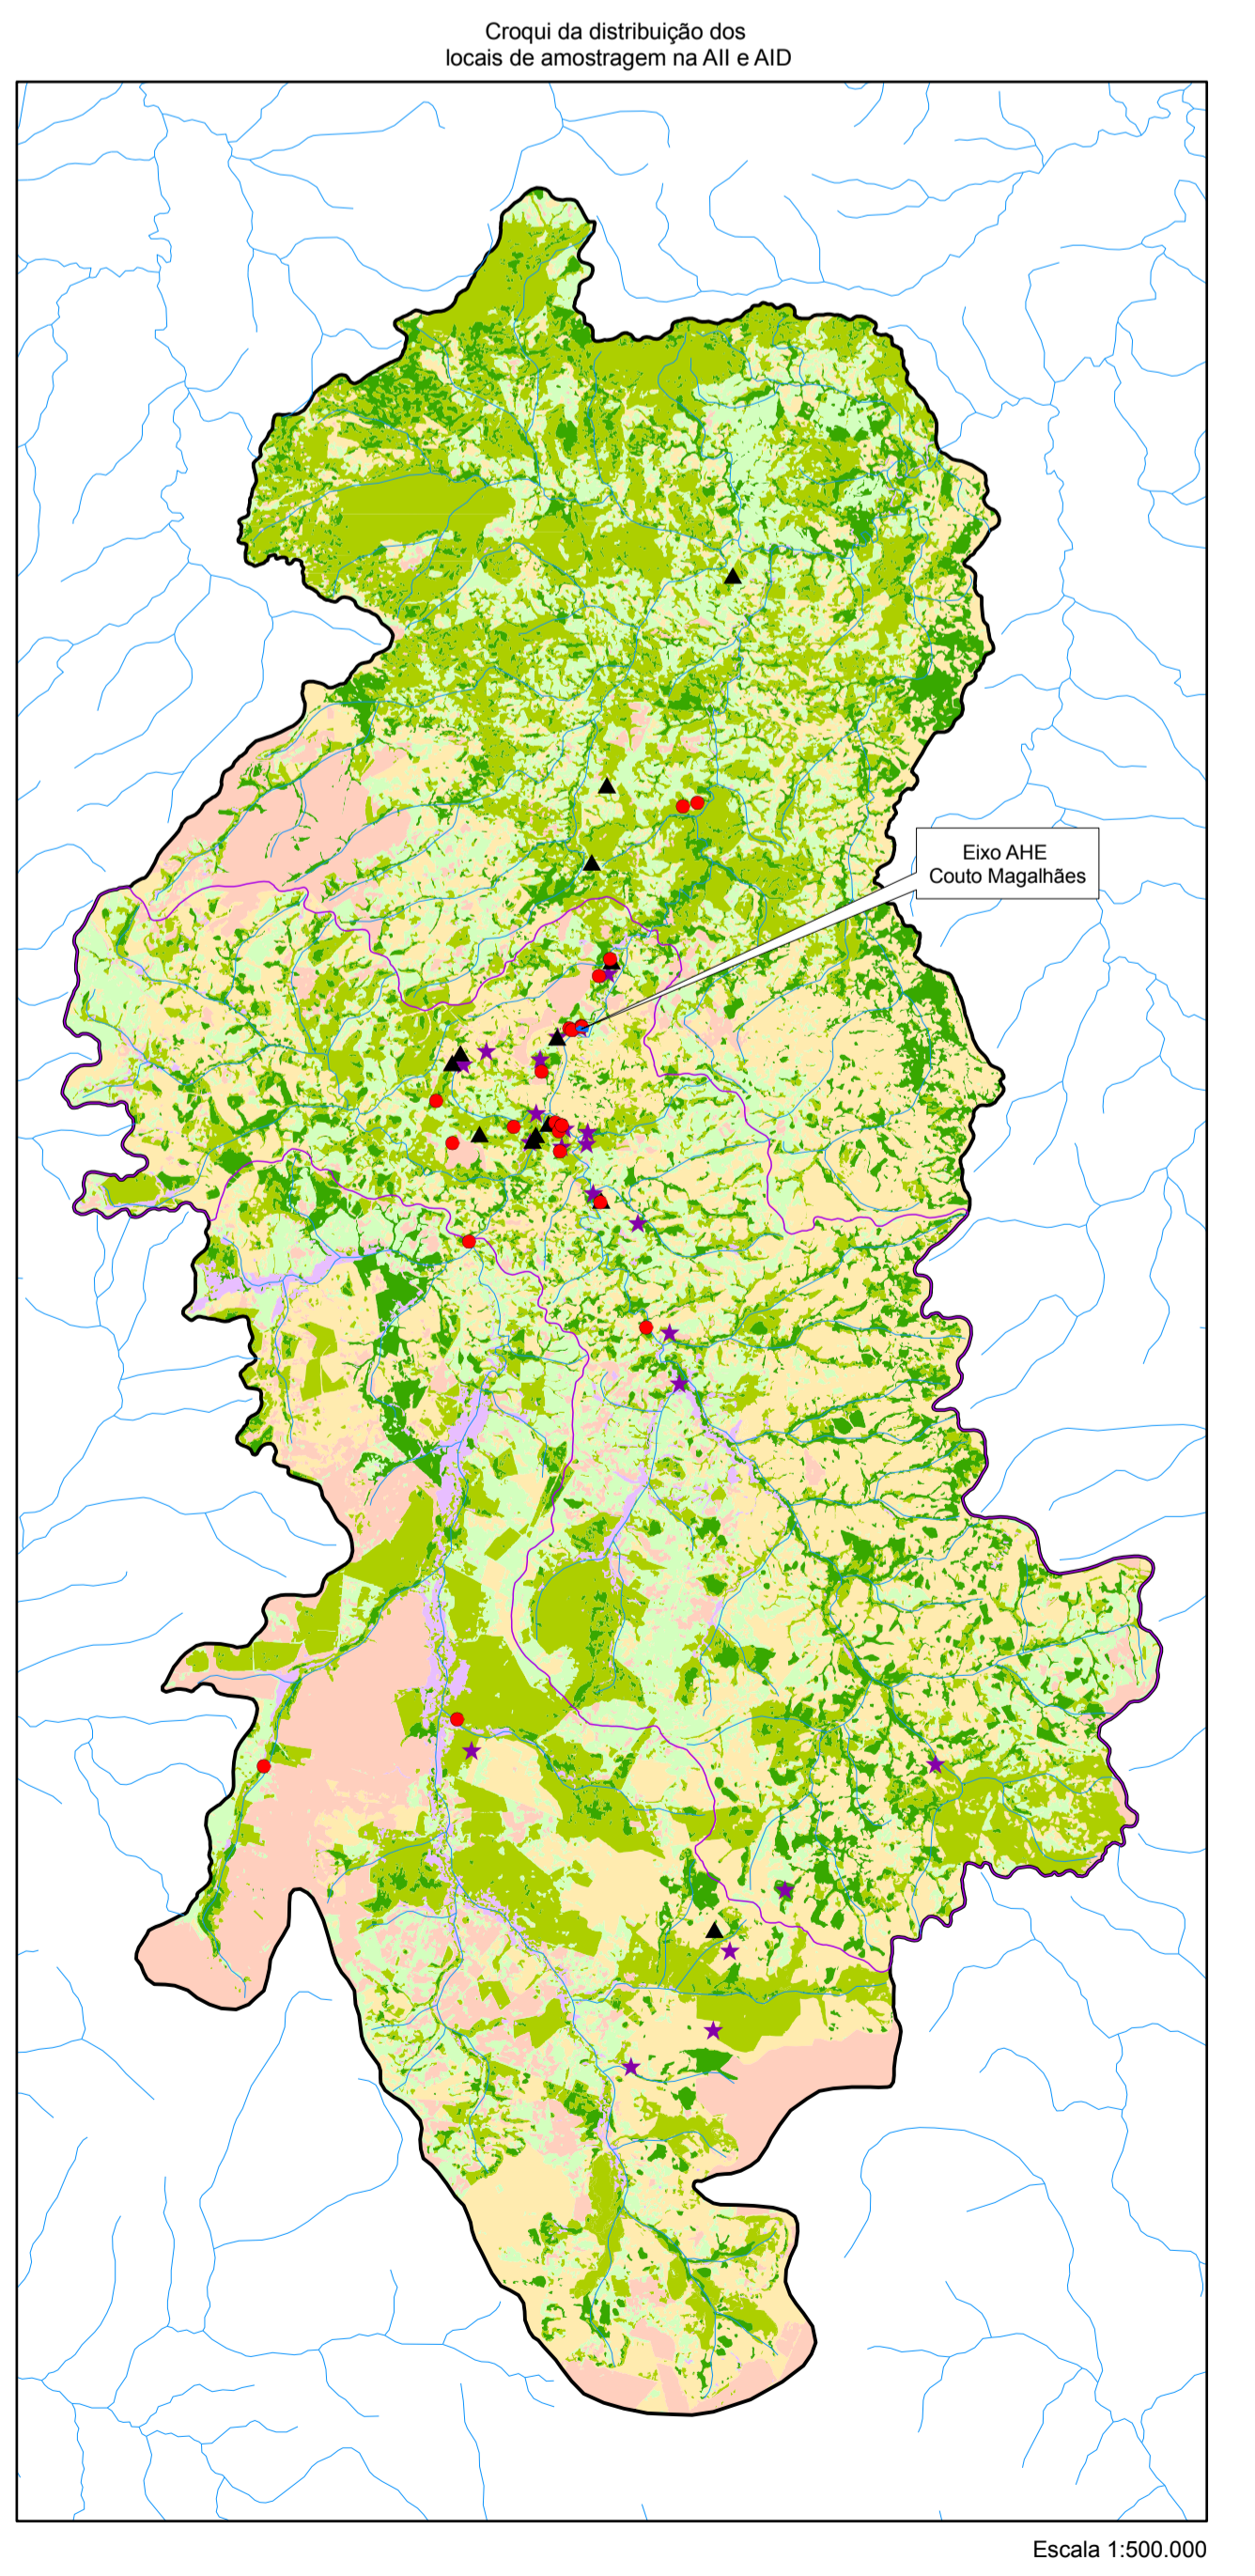 Croqui da distribuição dos
locais de amostragem na AII e AID
Eixo AHE
Couto Magalhães
Escala 1:500.000